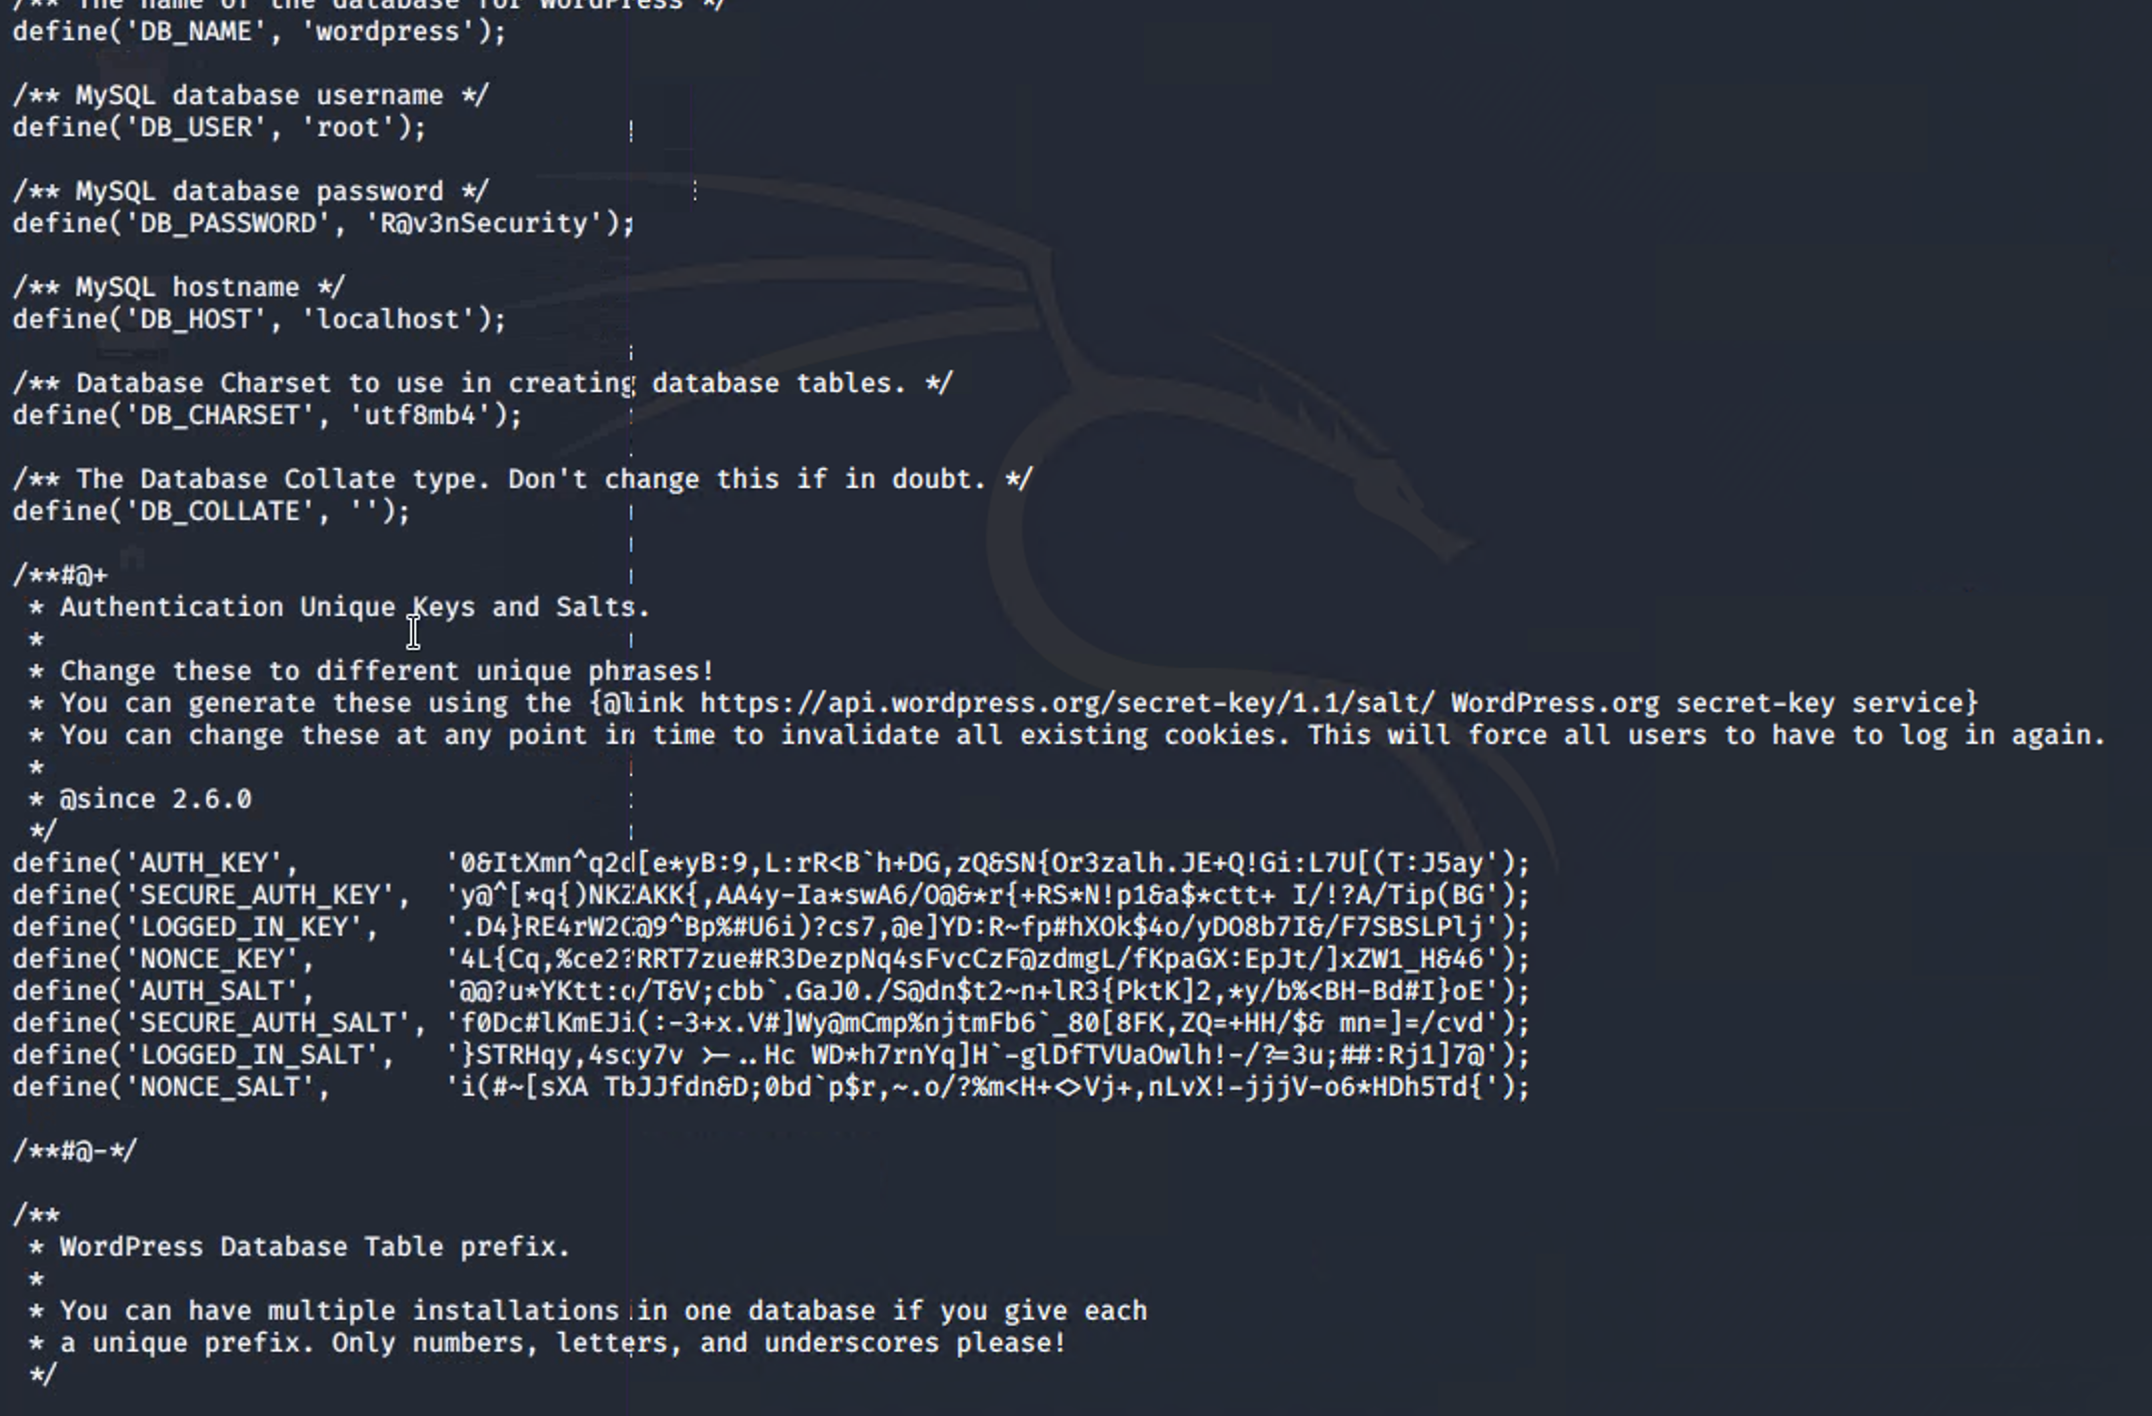 /** The name of the database for WordPress */
define('DB_NAME', 'wordpress');
/** MySQL database username */
define('DB_USER', 'root');
/** MySQL database password */
define('DB_PASSWORD', 'R@v3nSecurity');
/** MySQL hostname */
define('DB_HOST', 'localhost');
/** Database Charset to use in creating database tables. */
define('DB_CHARSET', 'utf8mb4');
/** The Database Collate type. Don't change this if in doubt. */
define('DB_COLLATE', '');
/**#@+
 * Authentication Unique Keys and Salts.
 *
 * Change these to different unique phrases!
 * You can generate these using the {@link https://api.wordpress.org/secret-key/1.1/salt/ WordPress.org secret-key service}
 * You can change these at any point in time to invalidate all existing cookies. This will force all users to have to log in again.
 *
 * @since 2.6.0
 */
define('AUTH_KEY',         '0&ItXmn^q2d[e*yB:9,L:rR<B`h+DG,zQ&SN{Or3zalh.JE+Q!Gi:L7U[(T:J5ay');
define('SECURE_AUTH_KEY',  'y@^[*q{)NKZAKK{,AA4y-Ia*swA6/O@&*r{+RS*N!p1&a$*ctt+ I/!?A/Tip(BG');
define('LOGGED_IN_KEY',    '.D4}RE4rW2C@9^Bp%#U6i)?cs7,@e]YD:R~fp#hXOk$4o/yDO8b7I&/F7SBSLPlj');
define('NONCE_KEY',        '4L{Cq,%ce2?RRT7zue#R3DezpNq4sFvcCzF@zdmgL/fKpaGX:EpJt/]xZW1_H&46');
define('AUTH_SALT',        '@@?u*YKtt:o/T&V;cbb`.GaJ0./S@dn$t2~n+lR3{PktK]2,*y/b%<BH-Bd#I}oE');
define('SECURE_AUTH_SALT', 'f0Dc#lKmEJi(:-3+x.V#]Wy@mCmp%njtmFb6`_80[8FK,ZQ=+HH/$& mn=]=/cvd');
define('LOGGED_IN_SALT',   '}STRHqy,4scy7v >-..Hc WD*h7rnYq]H`-glDfTVUaOwlh!-/?=3u;##:Rj1]7@');
define('NONCE_SALT',       'i(#~[sXA TbJJfdn&D;0bd`p$r,~.o/?%m<H+<>Vj+,nLvX!-jjjV-o6*HDh5Td{');
/**#@-*/
/**
 * WordPress Database Table prefix.
 *
 * You can have multiple installations in one database if you give each
 * a unique prefix. Only numbers, letters, and underscores please!
 */